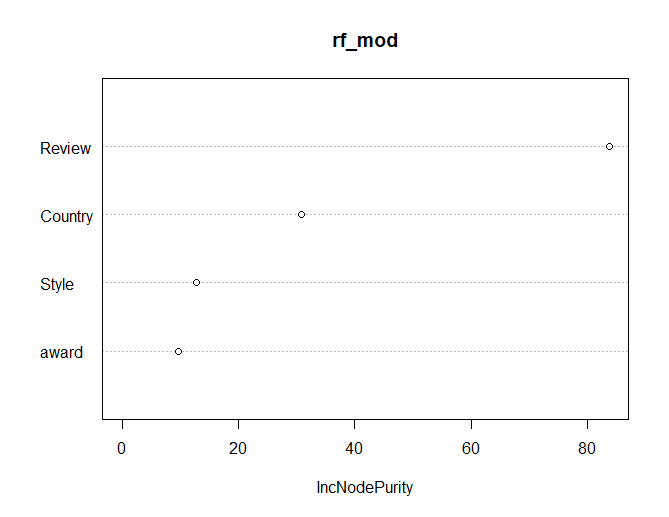 rf_mod
Review
Country
Style
award
0 20 40 60 80
IncNodePurity